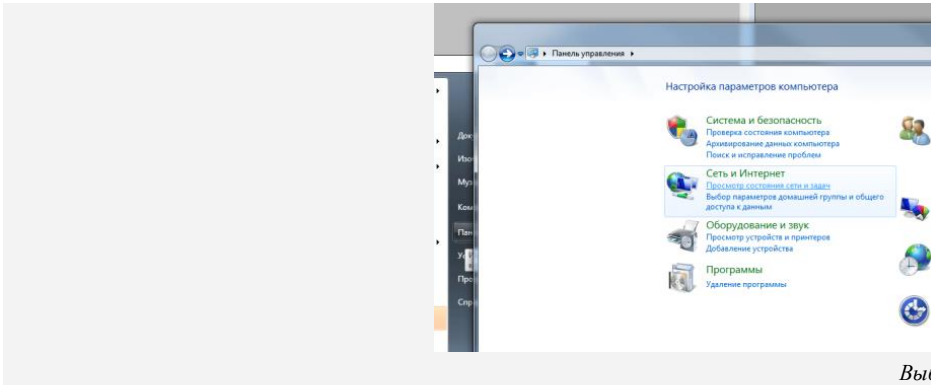 Панель управления
Настройка параметров компьютера
Система и безопасность
Проверка состояния компьютера
Архивирование данных компьютера
Поиск и исправление проблем
Сеть и Интернет
Просмотр состояния сети и задач
Выбор параметров домашней группы и общего
доступа к данным
Оборудование и звук
Просмотр устройств и принтеров
Добавление устройства
Программы
Удаление программы